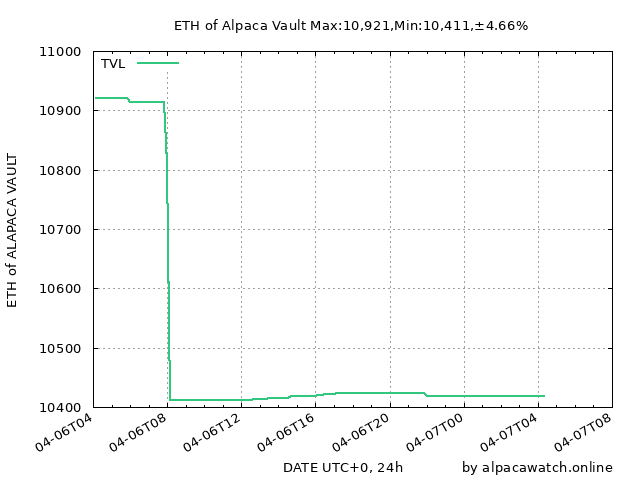 ETH of Alpaca Vault Max:10,921,Min:10,411,±4.66%
TVL
11000
10900
10800
10700
10600
10500
10400
ETH of ALAPACA VAULT
04-06T04
04-06T08
04-06T12
04-06T16
04-06T20
04-07T00
04-07T04
04-07T08
DATE UTC+0, 24h
by alpacawatch.online